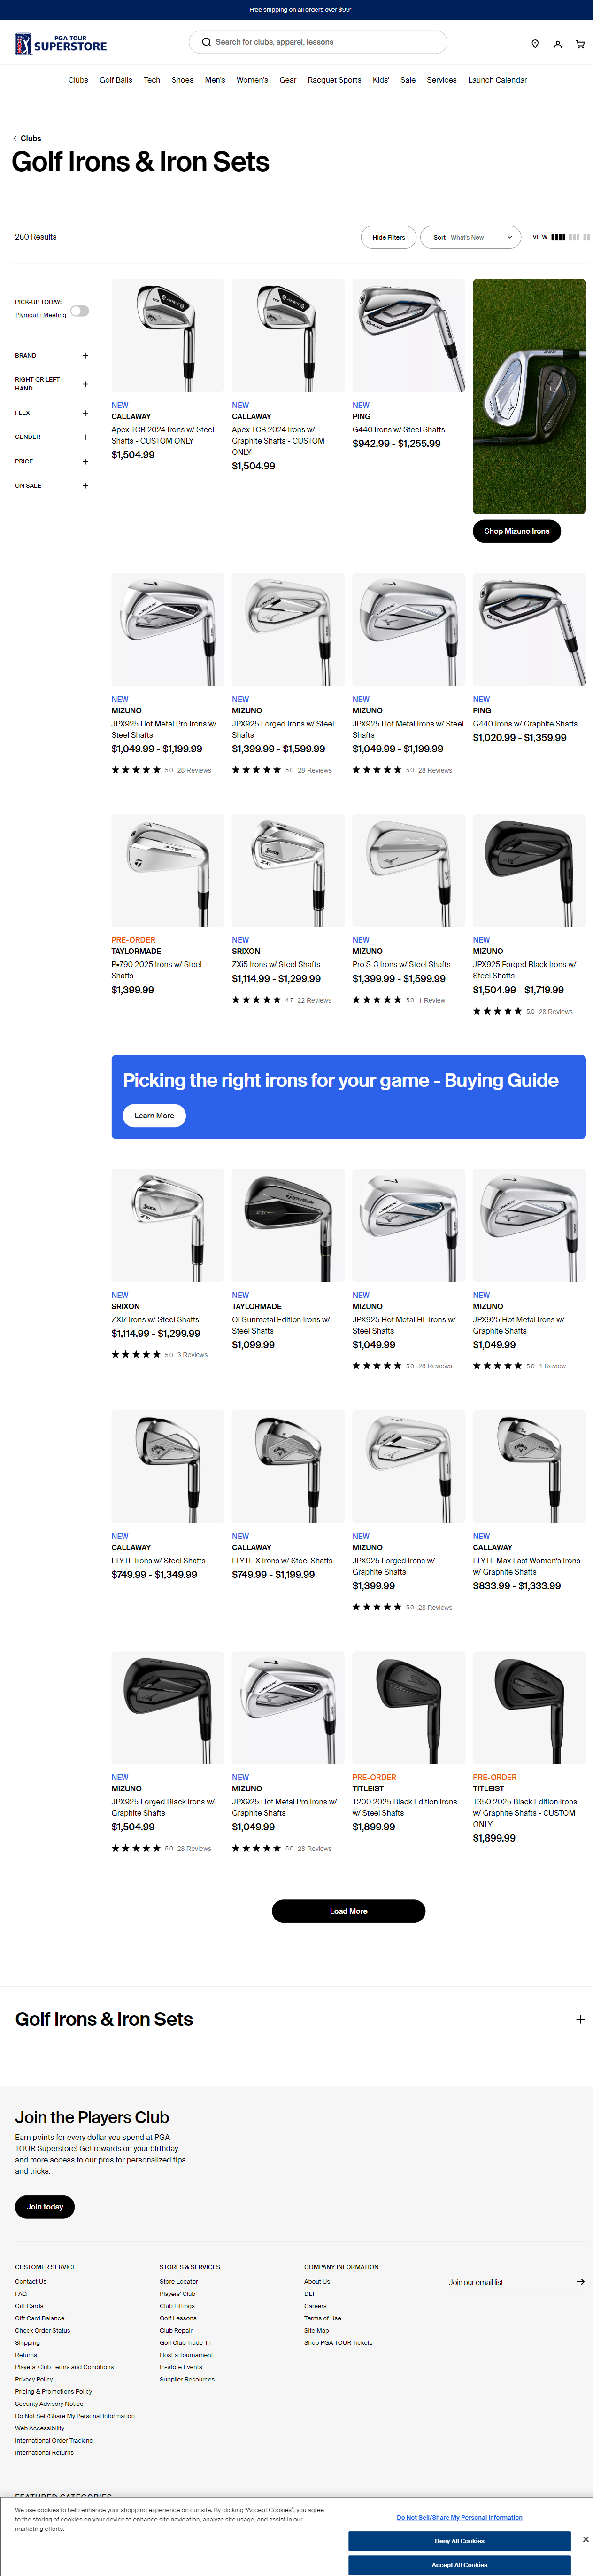 Free shipping on all orders over $99*
PGA TOUR
SUPERSTORE
Search for clubs, apparel, lessons
Clubs Golf Balls Tech Shoes Men's Women's Gear Racquet Sports Kids' Sale Services Launch Calendar
Clubs
Golf Irons & Iron Sets
260 Results
Hide Filters
Sort What's New
VIEW
PICK-UP TODAY:
Plymouth Meeting
BRAND
RIGHT OR LEFT
HAND
FLEX
GENDER
PRICE
ON SALE
NEW
CALLAWAY
Apex TCB 2024 Irons w/ Steel
Shafts - CUSTOM ONLY
$1,504.99
NEW
CALLAWAY
Apex TCB 2024 Irons w/
Graphite Shafts - CUSTOM
ONLY
$1,504.99
NEW
PING
G440 Irons w/ Steel Shafts
$942.99 - $1,255.99
Shop Mizuno Irons
NEW
MIZUNO
JPX925 Hot Metal Pro Irons w/
Steel Shafts
$1,049.99 - $1,199.99
5.0 28 Reviews
NEW
MIZUNO
JPX925 Forged Irons w/ Steel
Shafts
$1,399.99 - $1,599.99
5.0 28 Reviews
NEW
MIZUNO
JPX925 Hot Metal Irons w/ Steel
Shafts
$1,049.99 - $1,199.99
5.0 28 Reviews
NEW
PING
G440 Irons w/ Graphite Shafts
$1,020.99 - $1,359.99
PRE-ORDER
TAYLORMADE
P•790 2025 Irons w/ Steel
Shafts
$1,399.99
NEW
SRIXON
ZXi5 Irons w/ Steel Shafts
$1,114.99 - $1,299.99
4.7 22 Reviews
NEW
MIZUNO
Pro S-3 Irons w/ Steel Shafts
$1,399.99 - $1,599.99
5.0 1 Review
NEW
MIZUNO
JPX925 Forged Black Irons w/
Steel Shafts
$1,504.99 - $1,719.99
5.0 28 Reviews
Picking the right irons for your game - Buying Guide
Learn More
NEW
SRIXON
ZXi7 Irons w/ Steel Shafts
$1,114.99 - $1,299.99
5.0 3 Reviews
NEW
TAYLORMADE
Qi Gunmetal Edition Irons w/
Steel Shafts
$1,099.99
NEW
MIZUNO
JPX925 Hot Metal HL Irons w/
Steel Shafts
$1,049.99
5.0 28 Reviews
NEW
MIZUNO
JPX925 Hot Metal Irons w/
Graphite Shafts
$1,049.99
5.0 1 Review
NEW
CALLAWAY
ELYTE Irons w/ Steel Shafts
$749.99 - $1,349.99
NEW
CALLAWAY
ELYTE X Irons w/ Steel Shafts
$749.99 - $1,199.99
NEW
MIZUNO
JPX925 Forged Irons w/
Graphite Shafts
$1,399.99
5.0 28 Reviews
NEW
CALLAWAY
ELYTE Max Fast Women's Irons
w/ Graphite Shafts
$833.99 - $1,333.99
NEW
MIZUNO
JPX925 Forged Black Irons w/
Graphite Shafts
$1,504.99
5.0 28 Reviews
NEW
MIZUNO
JPX925 Hot Metal Pro Irons w/
Graphite Shafts
$1,049.99
5.0 28 Reviews
PRE-ORDER
TITLEIST
T200 2025 Black Edition Irons
w/ Steel Shafts
$1,899.99
PRE-ORDER
TITLEIST
T350 2025 Black Edition Irons
w/ Graphite Shafts - CUSTOM
ONLY
$1,899.99
Load More
Golf Irons & Iron Sets
Join the Players Club
Earn points for every dollar you spend at PGA
TOUR Superstore! Get rewards on your birthday
and more access to our pros for personalized tips
and tricks.
Join today
CUSTOMER SERVICE
Contact Us
FAQ
Gift Cards
Gift Card Balance
Check Order Status
Shipping
Returns
Players' Club Terms and Conditions
Privacy Policy
Pricing & Promotions Policy
Security Advisory Notice
Do Not Sell/Share My Personal Information
Web Accessibility
International Order Tracking
International Returns
STORES & SERVICES
Store Locator
Players' Club
Club Fittings
Golf Lessons
Club Repair
Golf Club Trade-In
Host a Tournament
In-store Events
Supplier Resources
COMPANY INFORMATION
About Us
DEI
Careers
Terms of Use
Site Map
Shop PGA TOUR Tickets
Join our email list
FEATURED CATEGORIES
We use cookies to help enhance your shopping experience on our site. By clicking “Accept Cookies”, you agree
to the storing of cookies on your device to enhance site navigation, analyze site usage, and assist in our
marketing efforts.
Do Not Sell/Share My Personal Information
Deny All Cookies
Accept All Cookies